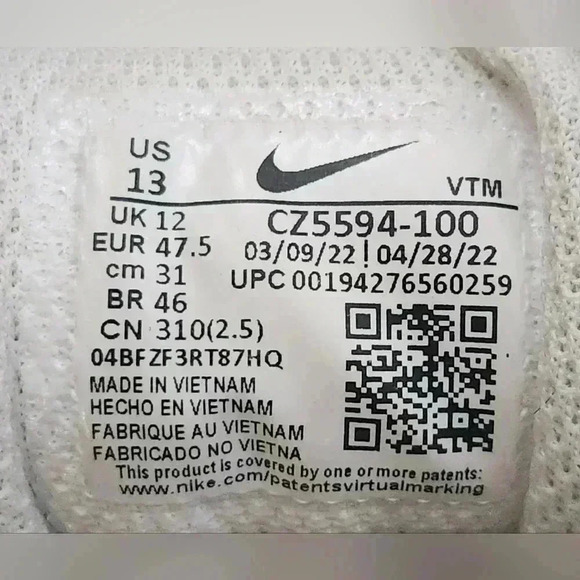 US
13
VTM
UK 12
CZ5594-100
EUR 47.5
03/09/22 | 04/28/22
cm 31
UPC 00194276560259
BR 46
CN 310(2.5)
04BFZF3RT87HQ
MADE IN VIETNAM
HECHO EN VIETNAM
FABRIQUE AU VIETNAM
FABRICADO NO VIETNA
This product is covered by one or more patents:
www.nike.com/patentsvirtualmarking